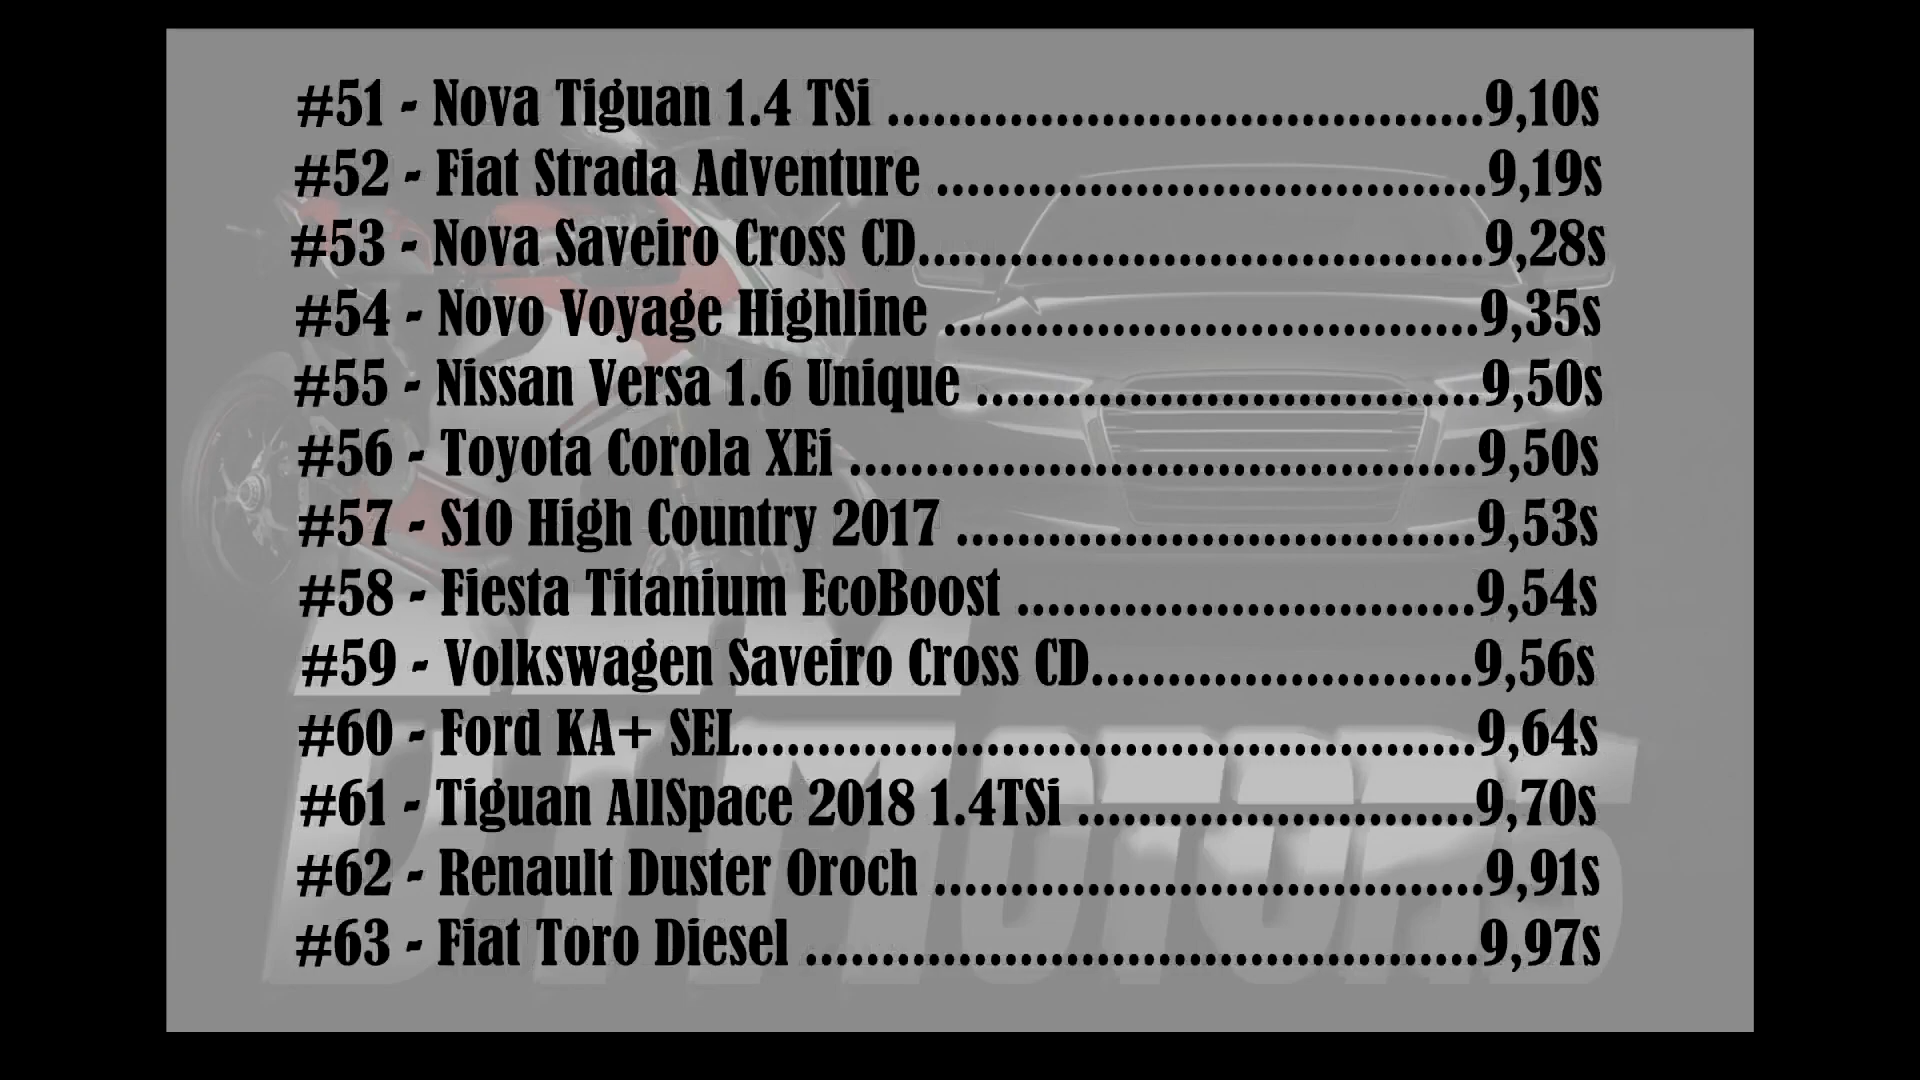 #51 - Nova Tiguan 1.4 TSi .......................................9,10s
#52 - Fiat Strada Adventure ....................................9,19s
#53 - Nova Saveiro Cross CD.....................................9,28s
#54 - Novo Voyage Highline ...................................9,35s
#55 - Nissan Versa 1.6 Unique .................................9,50s
#56 - Toyota Corola XEi .........................................9,50s
#57 - S10 High Country 2017 ..................................9,53s
#58 - Fiesta Titanium EcoBoost ..............................9,54s
#59 - Volkswagen Saveiro Cross CD.........................9,56s
#60 - Ford KA+ SEL................................................9,64s
#61 - Tiguan AllSpace 2018 1.4TSi ..........................9,70s
#62 - Renault Duster Oroch ....................................9,91s
#63 - Fiat Toro Diesel ............................................9,97s
DTMotors